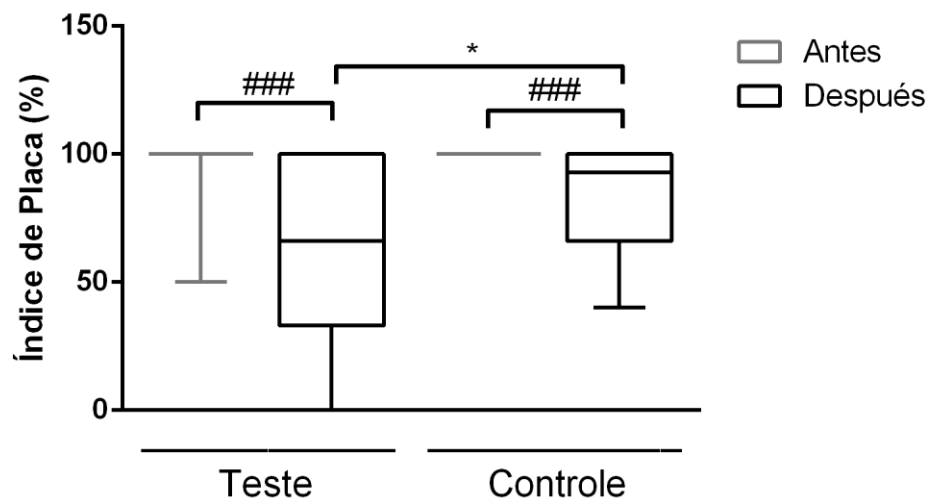 150
*
Antes
###
###
Después
100
Índice de Placa (%)
50
0
Teste
Controle